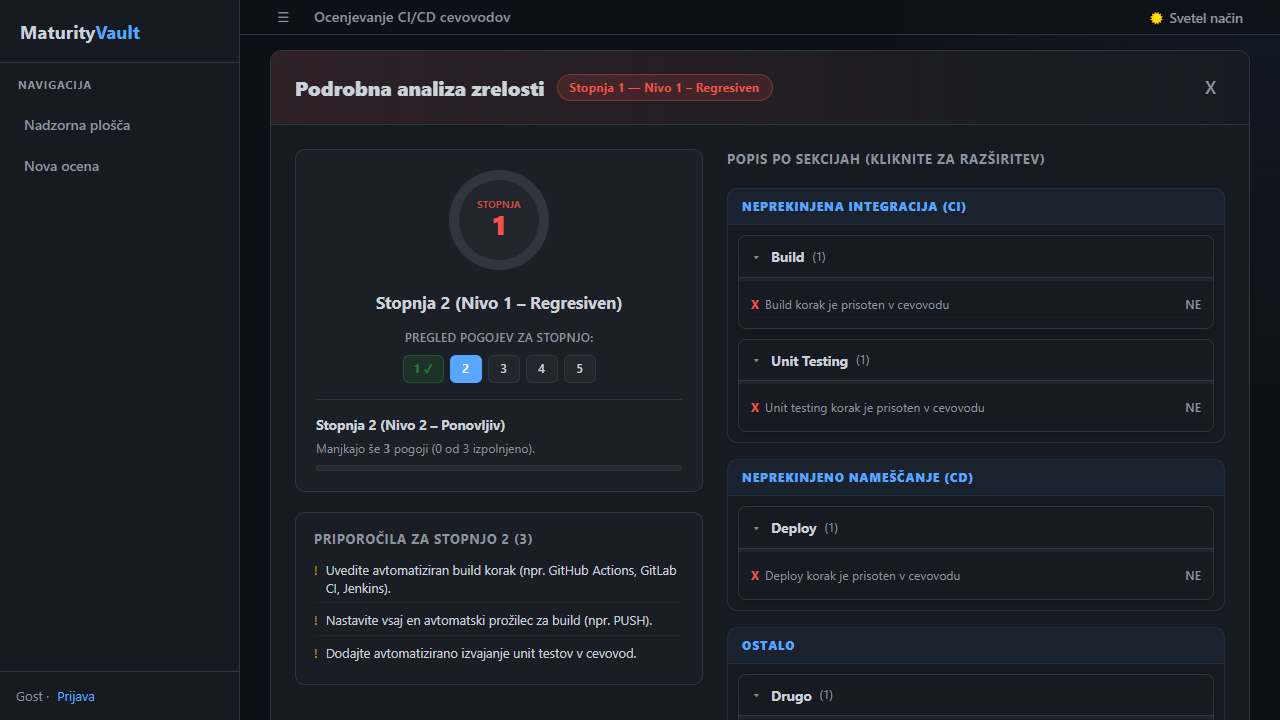 MaturityVault
NAVIGACIJA
Nadzorna plošča
Nova ocena
Gost · Prijava
☰ Ocenjevanje CI/CD cevovodov
Svetel način
Podrobna analiza zrelosti
Stopnja 1 — Nivo 1 – Regresiven
X
STOPNJA
1
Stopnja 2 (Nivo 1 – Regresiven)
PREGLED POGOJEV ZA STOPNJO:
1 ✓ 2 3 4 5
Stopnja 2 (Nivo 2 – Ponovljiv)
Manjkajo še 3 pogoji (0 od 3 izpolnjeno).
PRIPOROČILA ZA STOPNJO 2 (3)
! Uvedite avtomatiziran build korak (npr. GitHub Actions, GitLab
CI, Jenkins).
! Nastavite vsaj en avtomatski prožilec za build (npr. PUSH).
! Dodajte avtomatizirano izvajanje unit testov v cevovod.
POPIS PO SEKCIJAH (KLIKNITE ZA RAZŠIRITEV)
NEPREKINJENA INTEGRACIJA (CI)
Build (1)
X Build korak je prisoten v cevovodu NE
Unit Testing (1)
X Unit testing korak je prisoten v cevovodu NE
NEPREKINJENO NAMEŠČANJE (CD)
Deploy (1)
X Deploy korak je prisoten v cevovodu NE
OSTALO
Drugo (1)